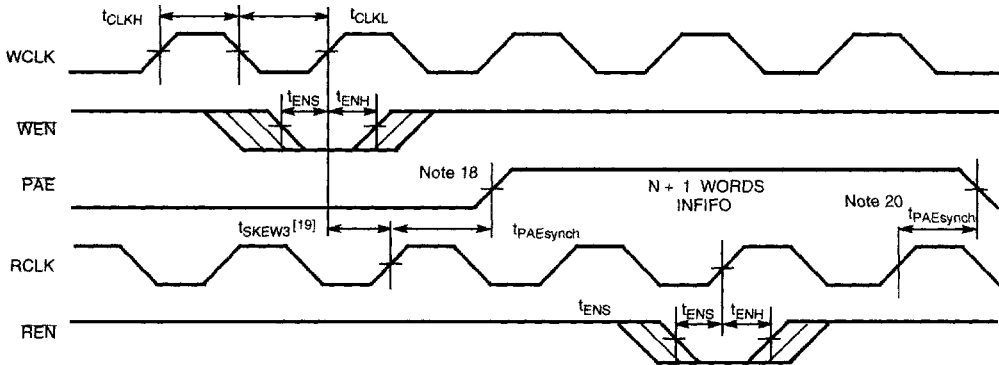 tCLKH tCLKL
WCLK
tENS tENH
WEN
Note 18
PAE
N + 1 WORDS
INFIFO
Note 20
tSKEW3 [19] tPAEsynch tPAEsynch
RCLK
tENS tENS tENH
REN